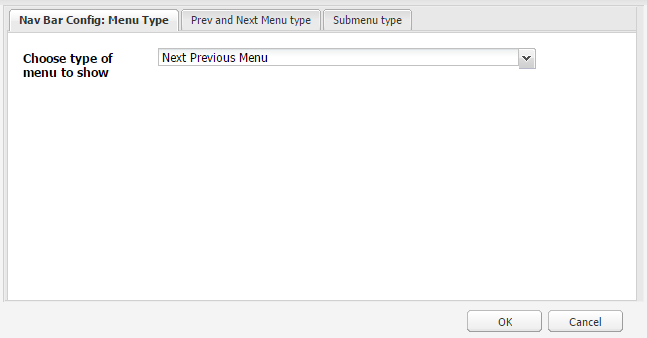 Nav Bar Config: Menu Type Prev and Next Menu type Submenu type
Choose type of Next Previous Menu
menu to show
OK Cancel